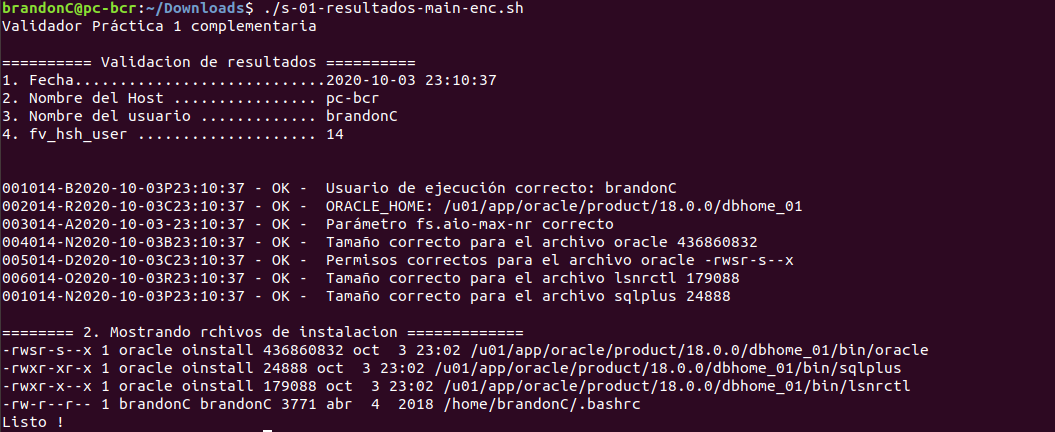 brandonC@pc-bcr:~/Downloads$ ./s-01-resultados-main-enc.sh
Validador Práctica 1 complementaria
========== Validacion de resultados ==========
1. Fecha............................2020-10-03 23:10:37
2. Nombre del Host ................ pc-bcr
3. Nombre del usuario ............. brandonC
4. fv_hsh_user .................... 14
001014-B2020-10-03P23:10:37 - OK -  Usuario de ejecución correcto: brandonC
002014-R2020-10-03C23:10:37 - OK -  ORACLE_HOME: /u01/app/oracle/product/18.0.0/dbhome_01
003014-A2020-10-03-23:10:37 - OK -  Parámetro fs.aio-max-nr correcto
004014-N2020-10-03B23:10:37 - OK -  Tamaño correcto para el archivo oracle 436860832
005014-D2020-10-03C23:10:37 - OK -  Permisos correctos para el archivo oracle -rwsr-s--x
006014-O2020-10-03R23:10:37 - OK -  Tamaño correcto para el archivo lsnrctl 179088
001014-N2020-10-03P23:10:37 - OK -  Tamaño correcto para el archivo sqlplus 24888
======== 2. Mostrando rchivos de instalacion =============
-rwsr-s--x 1 oracle oinstall 436860832 oct  3 23:02 /u01/app/oracle/product/18.0.0/dbhome_01/bin/oracle
-rwxr-xr-x 1 oracle oinstall 24888 oct  3 23:02 /u01/app/oracle/product/18.0.0/dbhome_01/bin/sqlplus
-rwxr-x--x 1 oracle oinstall 179088 oct  3 23:02 /u01/app/oracle/product/18.0.0/dbhome_01/bin/lsnrctl
-rw-r--r-- 1 brandonC brandonC 3771 abr  4  2018 /home/brandonC/.bashrc
Listo !